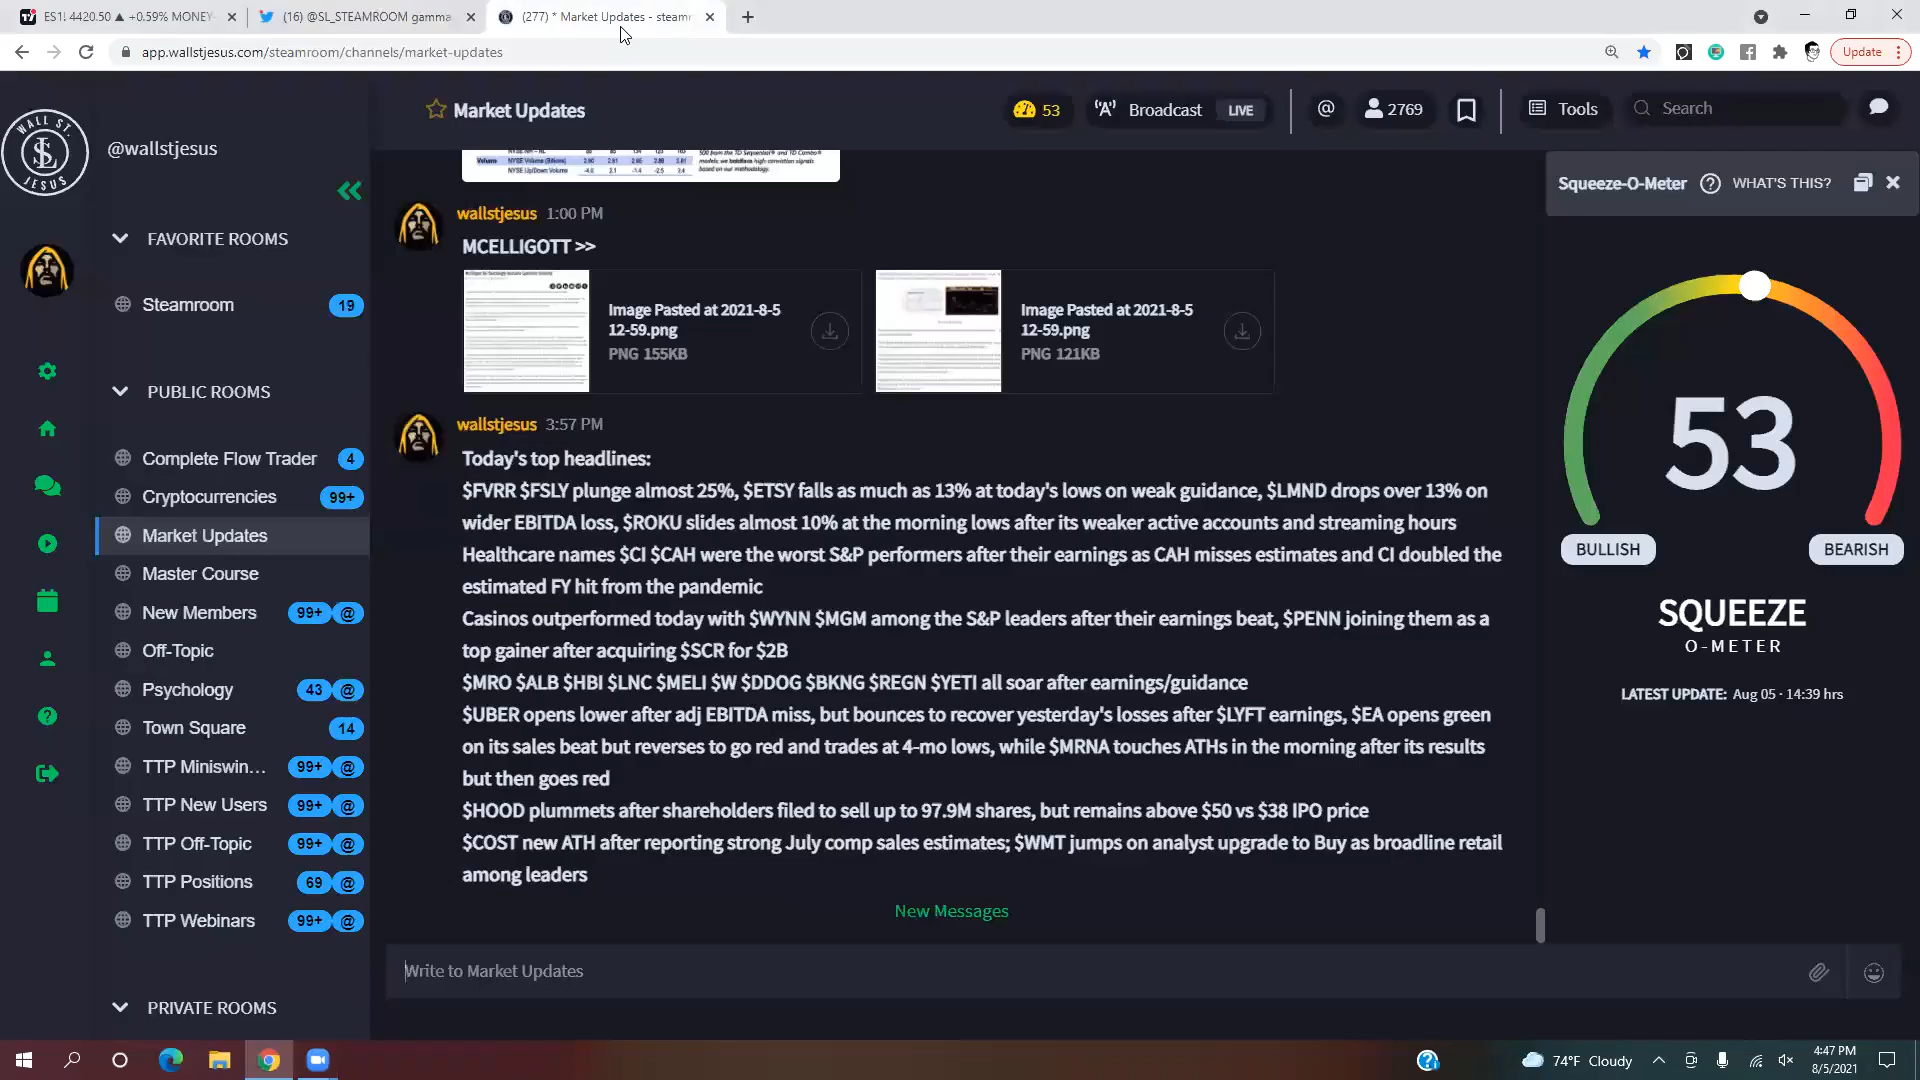 ES1! 4420.50 ▲ +0.59% MONEY
(16) @SL_STEAMROOM gamma
(277) * Market Updates - steamr
app.wallstjesus.com/steamroom/channels/market-updates
Update
WALL ST.
JESUS
@wallstjesus
FAVORITE ROOMS
Steamroom 19
PUBLIC ROOMS
Complete Flow Trader 4
Cryptocurrencies 99+
Market Updates
Master Course
New Members 99+ @
Off-Topic
Psychology 43 @
Town Square 14
TTP Miniswin... 99+ @
TTP New Users 99+ @
TTP Off-Topic 99+ @
TTP Positions 69 @
TTP Webinars 99+ @
PRIVATE ROOMS
Market Updates
53
Broadcast LIVE
@
2769
Tools
Search
Volume NYSE Volume (Billions)
NYSE Up/Down Volume
wallstjesus 1:00 PM
MCELLIGOTT >>
Image Pasted at 2021-8-5
12-59.png
PNG 155KB
Image Pasted at 2021-8-5
12-59.png
PNG 121KB
wallstjesus 3:57 PM
Today's top headlines:
$FVRR $FSLY plunge almost 25%, $ETSY falls as much as 13% at today's lows on weak guidance, $LMND drops over 13% on
wider EBITDA loss, $ROKU slides almost 10% at the morning lows after its weaker active accounts and streaming hours
Healthcare names $CI $CAH were the worst S&P performers after their earnings as CAH misses estimates and CI doubled the
estimated FY hit from the pandemic
Casinos outperformed today with $WYNN $MGM among the S&P leaders after their earnings beat, $PENN joining them as a
top gainer after acquiring $SCR for $2B
$MRO $ALB $HBI $LNC $MELI $W $DDOG $BKNG $REGN $YETI all soar after earnings/guidance
$UBER opens lower after adj EBITDA miss, but bounces to recover yesterday's losses after $LYFT earnings, $EA opens green
on its sales beat but reverses to go red and trades at 4-mo lows, while $MRNA touches ATHs in the morning after its results
but then goes red
$HOOD plummets after shareholders filed to sell up to 97.9M shares, but remains above $50 vs $38 IPO price
$COST new ATH after reporting strong July comp sales estimates; $WMT jumps on analyst upgrade to Buy as broadline retail
among leaders
New Messages
Write to Market Updates
Squeeze-O-Meter WHAT'S THIS?
53
BULLISH
BEARISH
SQUEEZE
O-METER
LATEST UPDATE: Aug 05 · 14:39 hrs
74°F Cloudy
4:47 PM
8/5/2021